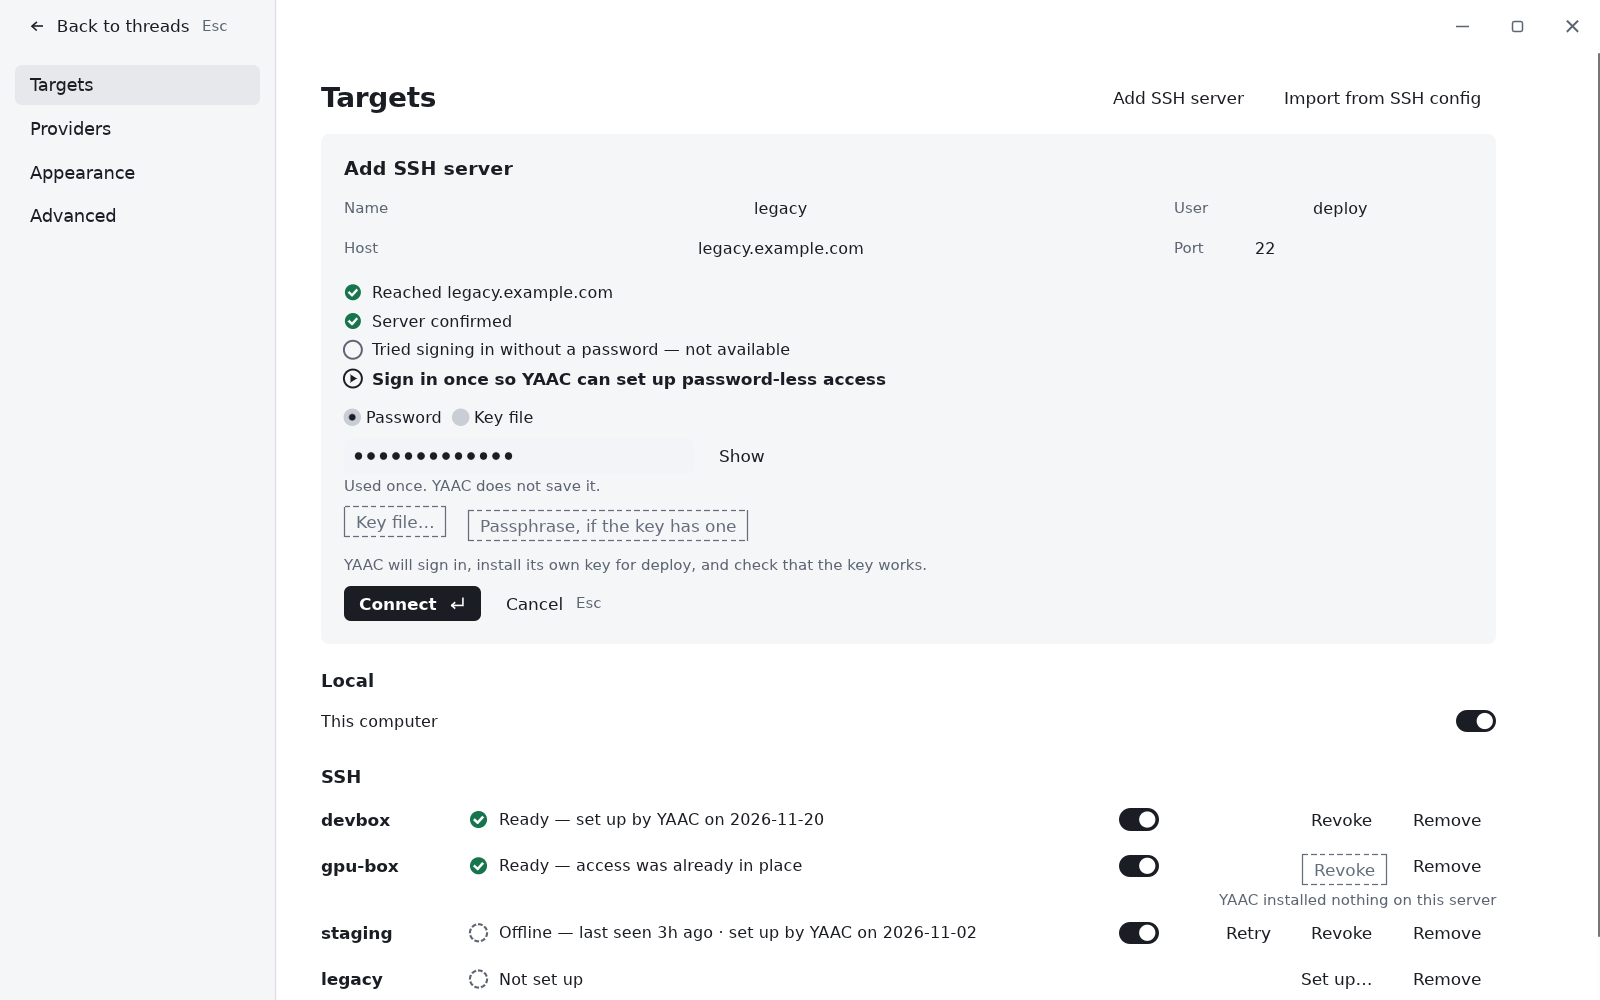 Back to threads Esc
Targets
Providers
Appearance
Advanced
Targets
Add SSH server
Import from SSH config
Add SSH server
Name legacy User deploy
Host legacy.example.com Port 22
Reached legacy.example.com
Server confirmed
Tried signing in without a password — not available
Sign in once so YAAC can set up password-less access
Password Key file
Show
Used once. YAAC does not save it.
Key file… Passphrase, if the key has one
YAAC will sign in, install its own key for deploy, and check that the key works.
Connect Cancel Esc
Local
This computer
SSH
devbox Ready — set up by YAAC on 2026-11-20 Revoke Remove
gpu-box Ready — access was already in place Revoke Remove
YAAC installed nothing on this server
staging Offline — last seen 3h ago · set up by YAAC on 2026-11-02 Retry Revoke Remove
legacy Not set up Set up… Remove